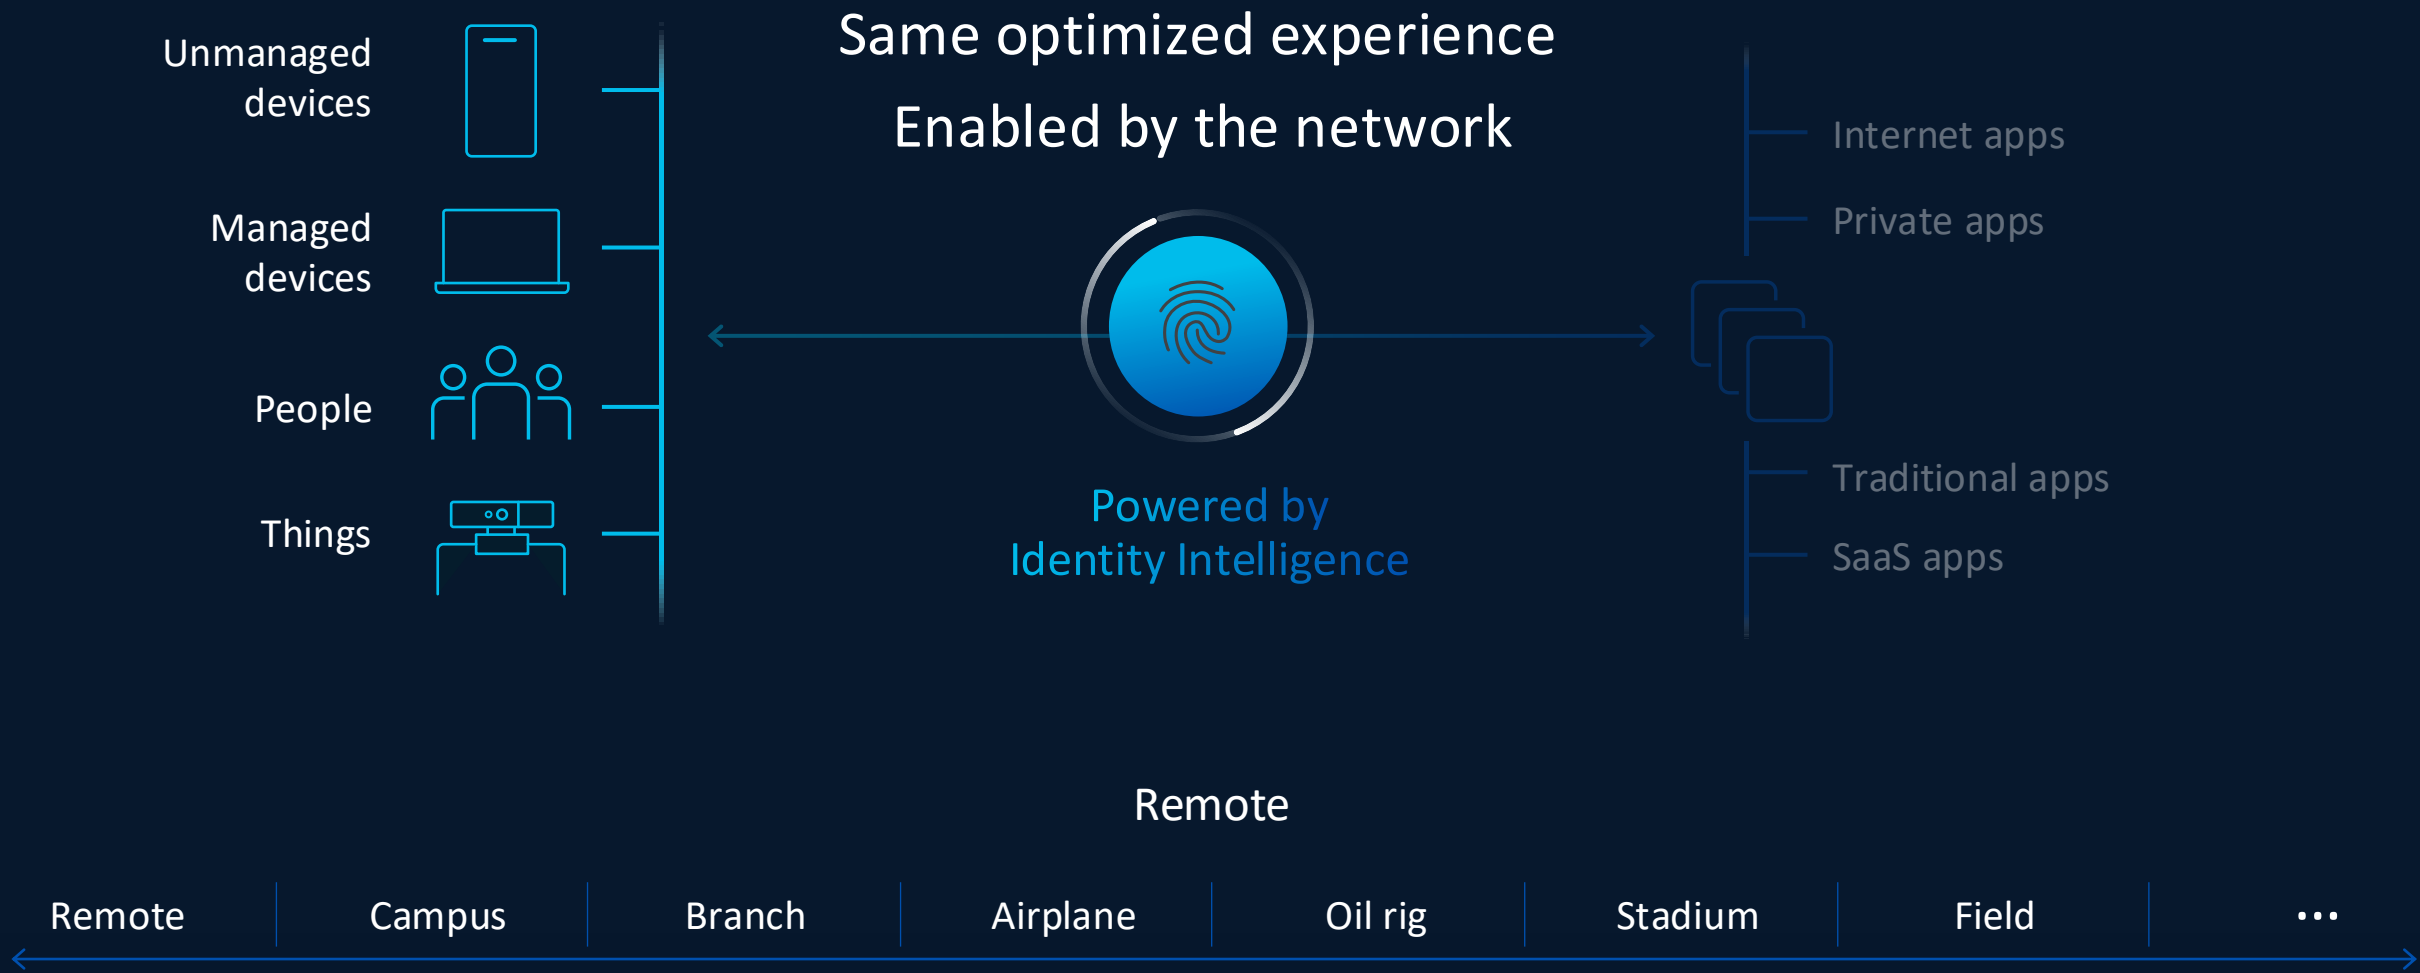 Same optimized experience
Enabled by the network
Unmanaged
devices
Managed
devices
People
Things
Powered by
Identity Intelligence
Internet apps
Private apps
Traditional apps
SaaS apps
Remote
Remote
Campus
Branch
Airplane
Oil rig
Stadium
Field
...